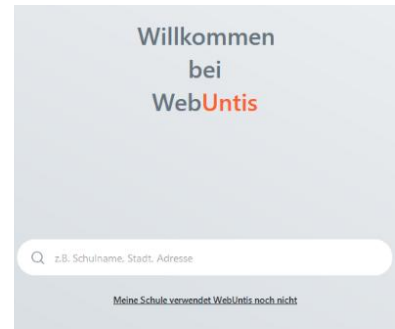 Willkommen
bei
WebUntis
z.B. Schulname, Stadt, Adresse
Meine Schule verwendet WebUntis noch nicht